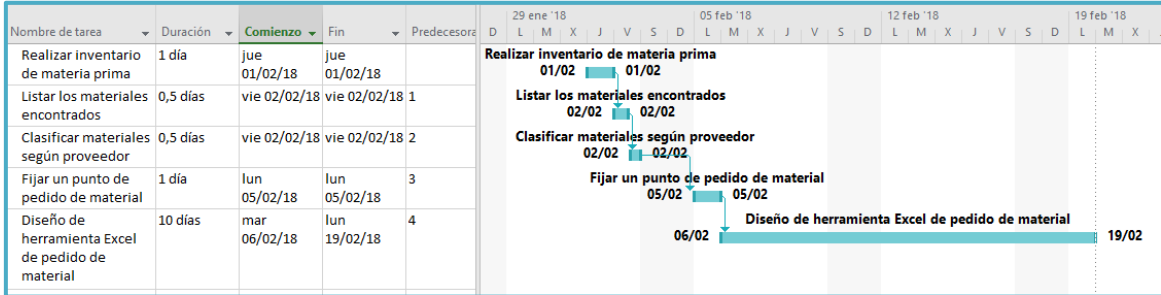 29 ene '18 05 feb '18 12 feb '18 19 feb '18
Nombre de tarea Duración Comienzo Fin Predecesora D L M X J V S D L M X J V S D L M X J V S D L M X
Realizar inventario de materia prima 1 día jue 01/02/18 jue 01/02/18
Realizar inventario de materia prima
01/02 01/02
Listar los materiales encontrados 0,5 días vie 02/02/18 vie 02/02/18 1
Listar los materiales encontrados
02/02 02/02
Clasificar materiales según proveedor 0,5 días vie 02/02/18 vie 02/02/18 2
Clasificar materiales según proveedor
02/02 02/02
Fijar un punto de pedido de material 1 día lun 05/02/18 lun 05/02/18 3
Fijar un punto de pedido de material
05/02 05/02
Diseño de herramienta Excel de pedido de material 10 días mar 06/02/18 lun 19/02/18 4
Diseño de herramienta Excel de pedido de material
06/02 19/02